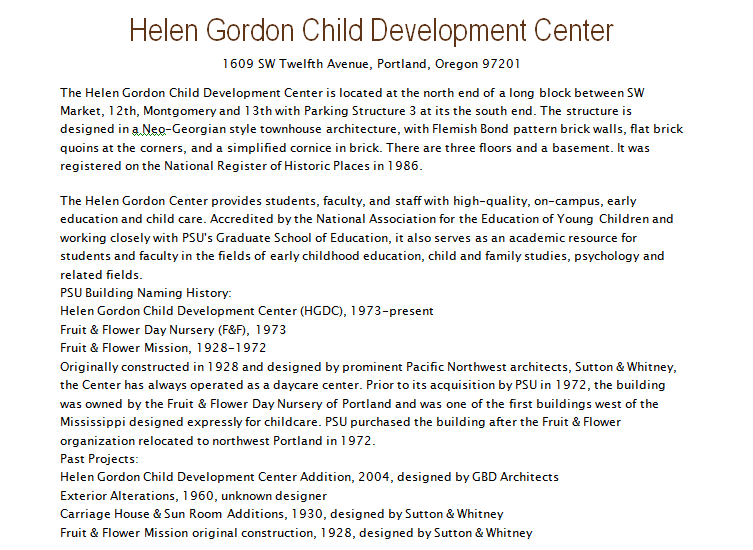 Helen Gordon Child Development Center
1609 SW Twelfth Avenue, Portland, Oregon 97201
The Helen Gordon Child Development Center is located at the north end of a long block between SW
Market, 12th, Montgomery and 13th with Parking Structure 3 at its the south end. The structure is
designed in a Neo-Georgian style townhouse architecture, with Flemish Bond pattern brick walls, flat brick
quoins at the corners, and a simplified cornice in brick. There are three floors and a basement. It was
registered on the National Register of Historic Places in 1986.
The Helen Gordon Center provides students, faculty, and staff with high-quality, on-campus, early
education and child care. Accredited by the National Association for the Education of Young Children and
working closely with PSU's Graduate School of Education, it also serves as an academic resource for
students and faculty in the fields of early childhood education, child and family studies, psychology and
related fields.
PSU Building Naming History:
Helen Gordon Child Development Center (HGDC), 1973-present
Fruit & Flower Day Nursery (F&F), 1973
Fruit & Flower Mission, 1928-1972
Originally constructed in 1928 and designed by prominent Pacific Northwest architects, Sutton & Whitney,
the Center has always operated as a daycare center. Prior to its acquisition by PSU in 1972, the building
was owned by the Fruit & Flower Day Nursery of Portland and was one of the first buildings west of the
Mississippi designed expressly for childcare. PSU purchased the building after the Fruit & Flower
organization relocated to northwest Portland in 1972.
Past Projects:
Helen Gordon Child Development Center Addition, 2004, designed by GBD Architects
Exterior Alterations, 1960, unknown designer
Carriage House & Sun Room Additions, 1930, designed by Sutton & Whitney
Fruit & Flower Mission original construction, 1928, designed by Sutton & Whitney